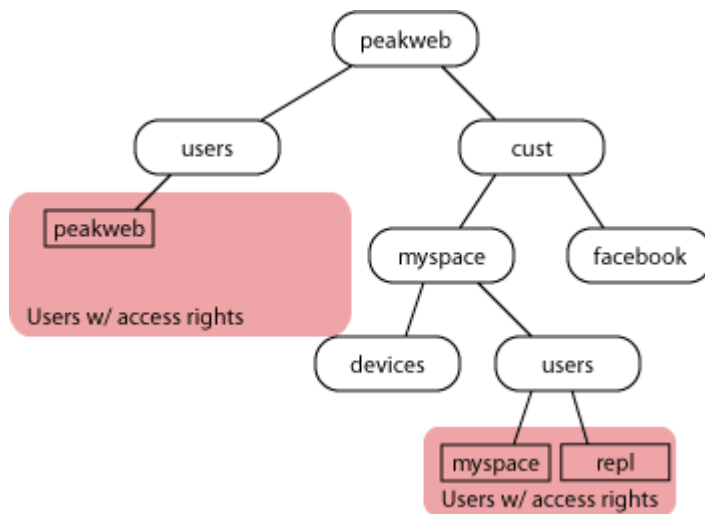 peakweb
users
cust
peakweb
myspace
facebook
Users w/ access rights
devices
users
myspace
repl
Users w/ access rights